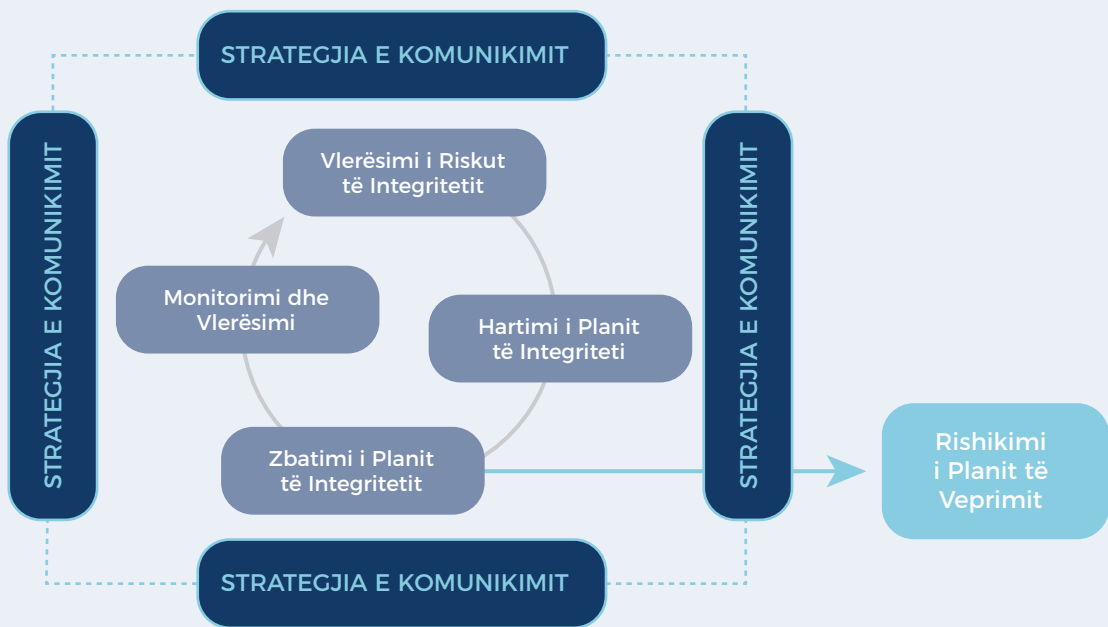 STRATEGJIA E KOMUNIKIMIT
STRATEGJIA E KOMUNIKIMIT
Vlerësimi i Riskut
të Integritetit
Monitorimi dhe
Vlerësimi
Hartimi i Planit
të Integriteti
Zbatimi i Planit
të Integritetit
STRATEGJIA E KOMUNIKIMIT
Rishikimi
i Planit të
Veprimit
STRATEGJIA E KOMUNIKIMIT